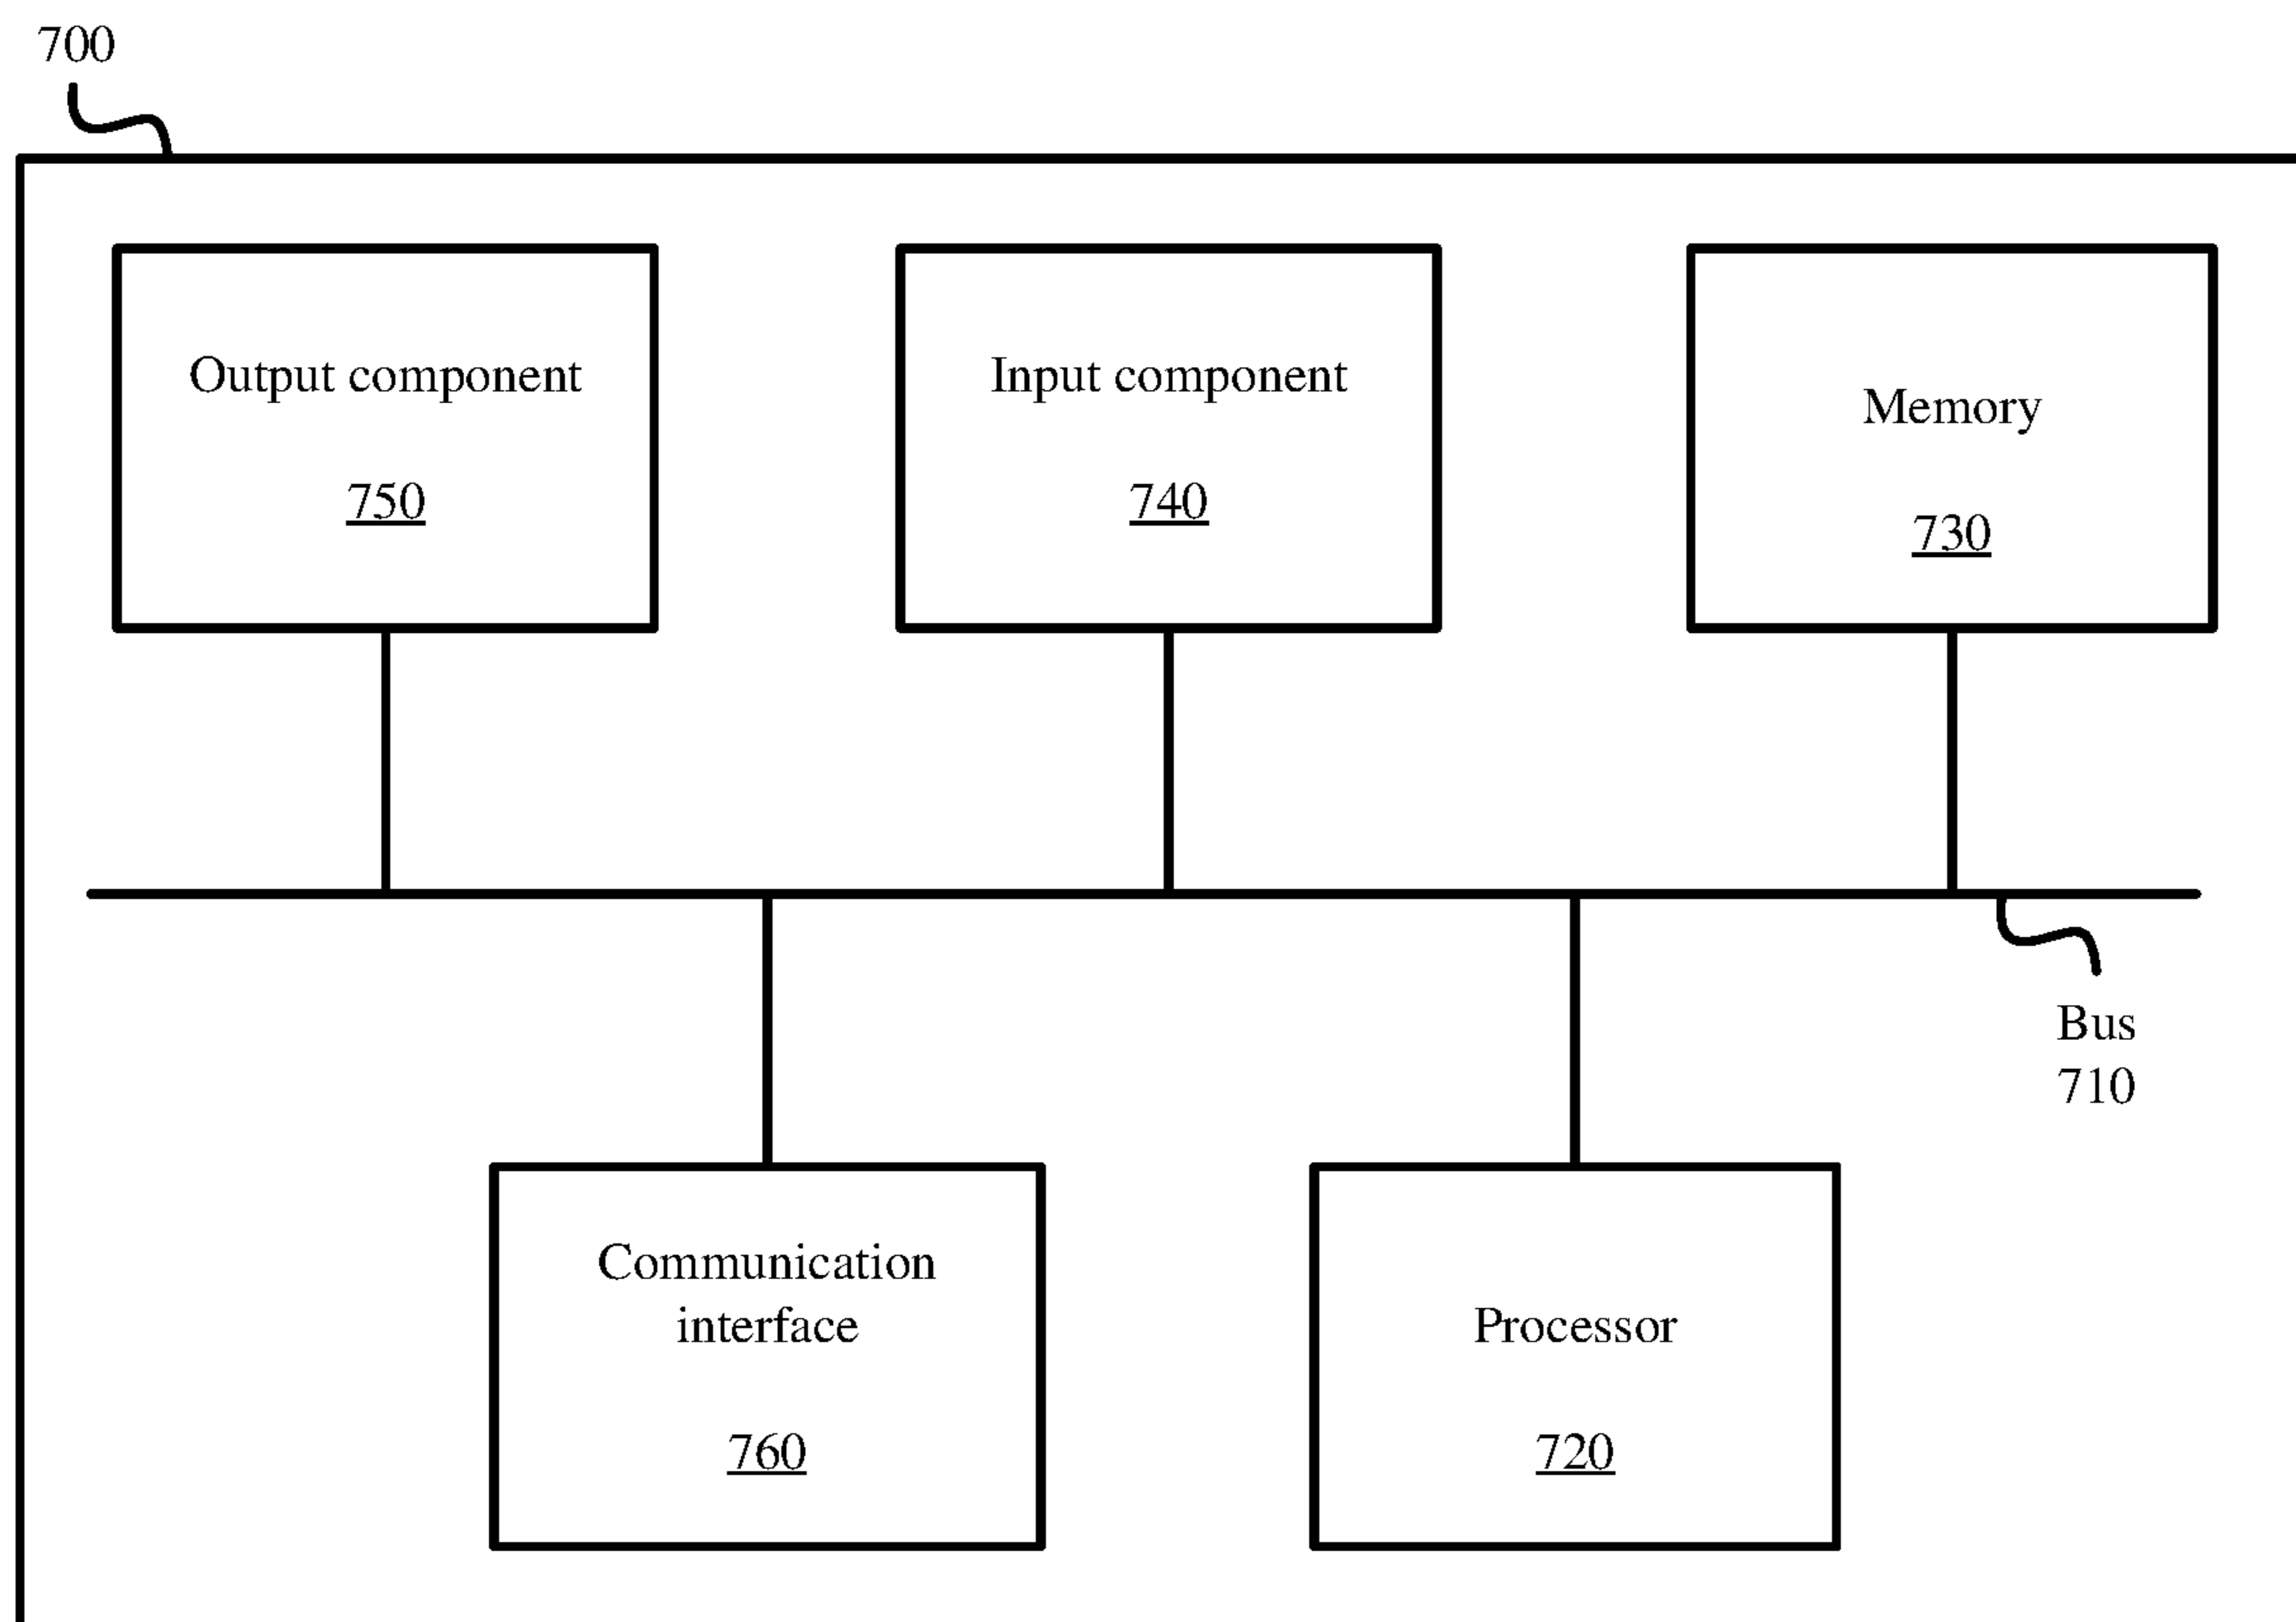 700
Output component
750
Input component
740
Memory
730
Bus
710
Communication
interface
760
Processor
720